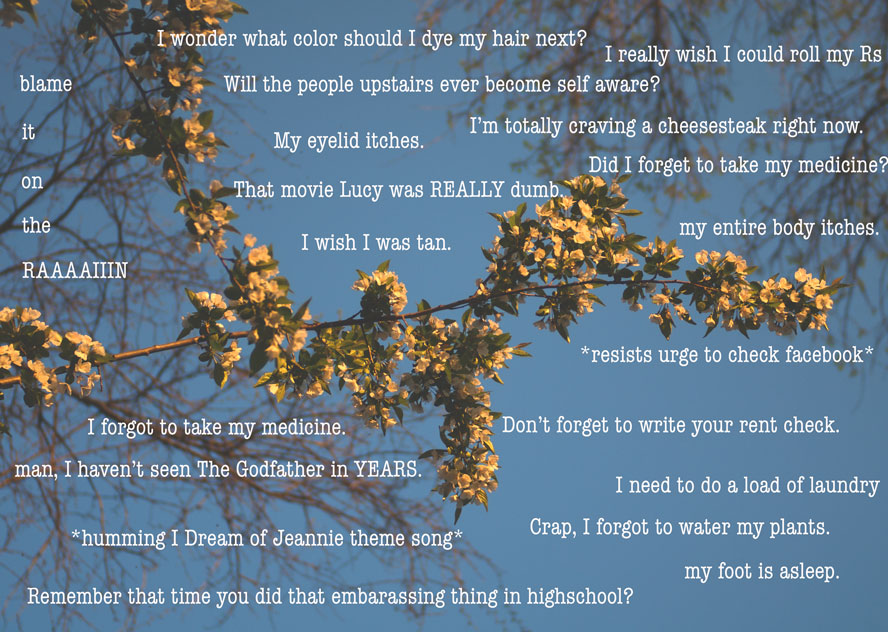 I wonder what color should I dye my hair next?
I really wish I could roll my Rs
blame
Will the people upstairs ever become self aware?
I'm totally craving a cheesesteak right now.
it
My eyelid itches.
Did I forget to take my medicine?
on
That movie Lucy was REALLY dumb.
the
my entire body itches.
I wish I was tan.
RAAAAIIIN
*resists urge to check facebook*
I forgot to take my medicine.
Don't forget to write your rent check.
man, I haven't seen The Godfather in YEARS.
I need to do a load of laundry
Crap, I forgot to water my plants.
*humming I Dream of Jeannie theme song*
my foot is asleep.
Remember that time you did that embarassing thing in highschool?